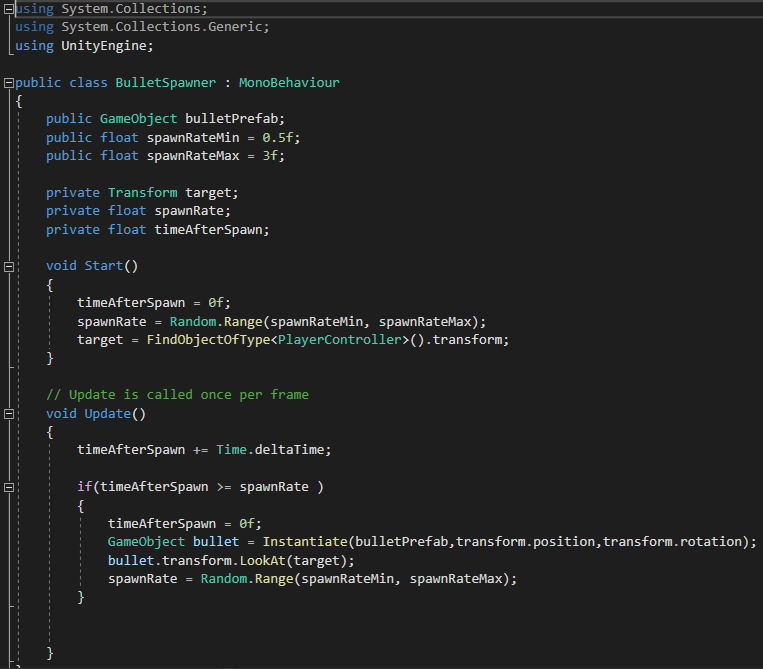 using System.Collections;
using System.Collections.Generic;
using UnityEngine;

public class BulletSpawner : MonoBehaviour
{
    public GameObject bulletPrefab;
    public float spawnRateMin = 0.5f;
    public float spawnRateMax = 3f;

    private Transform target;
    private float spawnRate;
    private float timeAfterSpawn;

    void Start()
    {
        timeAfterSpawn = 0f;
        spawnRate = Random.Range(spawnRateMin, spawnRateMax);
        target = FindObjectOfType<PlayerController>().transform;
    }

    // Update is called once per frame
    void Update()
    {
        timeAfterSpawn += Time.deltaTime;

        if(timeAfterSpawn >= spawnRate )
        {
            timeAfterSpawn = 0f;
            GameObject bullet = Instantiate(bulletPrefab,transform.position,transform.rotation);
            bullet.transform.LookAt(target);
            spawnRate = Random.Range(spawnRateMin, spawnRateMax);
        }


    }